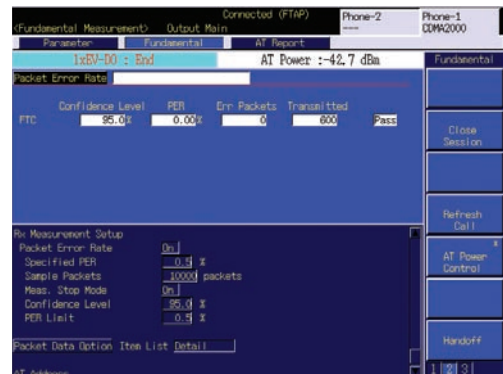 Connected (FTAP)
<Fundamental Measurement> Output Main
Phone-2
----
Phone-1
CDMA2000
Parameter Fundamental AT Report
1xEV-DO : End AT Power :-42.7 dBm
Fundamental
Packet Error Rate
Confidence Level PER Err Packets Transmitted
FTC 95.0% 0.00% 0 600 Pass
Close
Session
Refresh
Call
*
AT Power
Control
Handoff
Rx Measurement Setup
Packet Error Rate On
Specified PER 0.5 %
Sample Packets 10000 packets
Meas. Stop Mode On
Confidence Level 95.0 %
PER Limit 0.5 %
Packet Data Option Item List Detail
AT Address
1 2 3